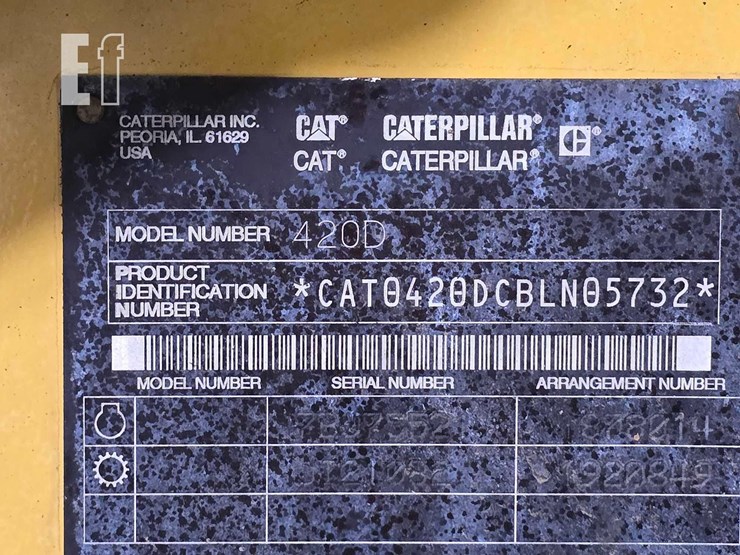 Ef
CATERPILLAR INC.
PEORIA, IL 61629
USA
CAT® CATERPILLAR® ®
CAT® CATERPILLAR®
MODEL NUMBER 420D
PRODUCT
IDENTIFICATION
NUMBER *CAT0420DCBLN05732*
MODEL NUMBER SERIAL NUMBER ARRANGEMENT NUMBER
1920849